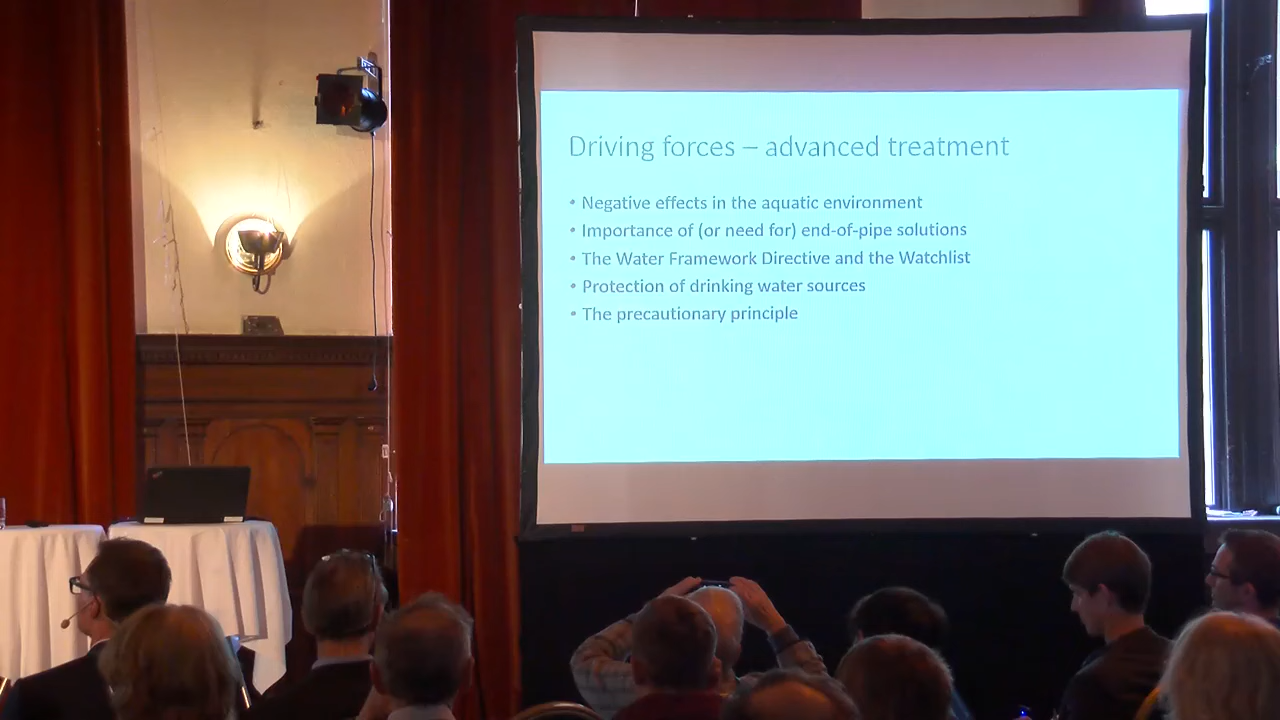 Driving forces – advanced treatment
• Negative effects in the aquatic environment
• Importance of (or need for) end-of-pipe solutions
• The Water Framework Directive and the Watchlist
• Protection of drinking water sources
• The precautionary principle